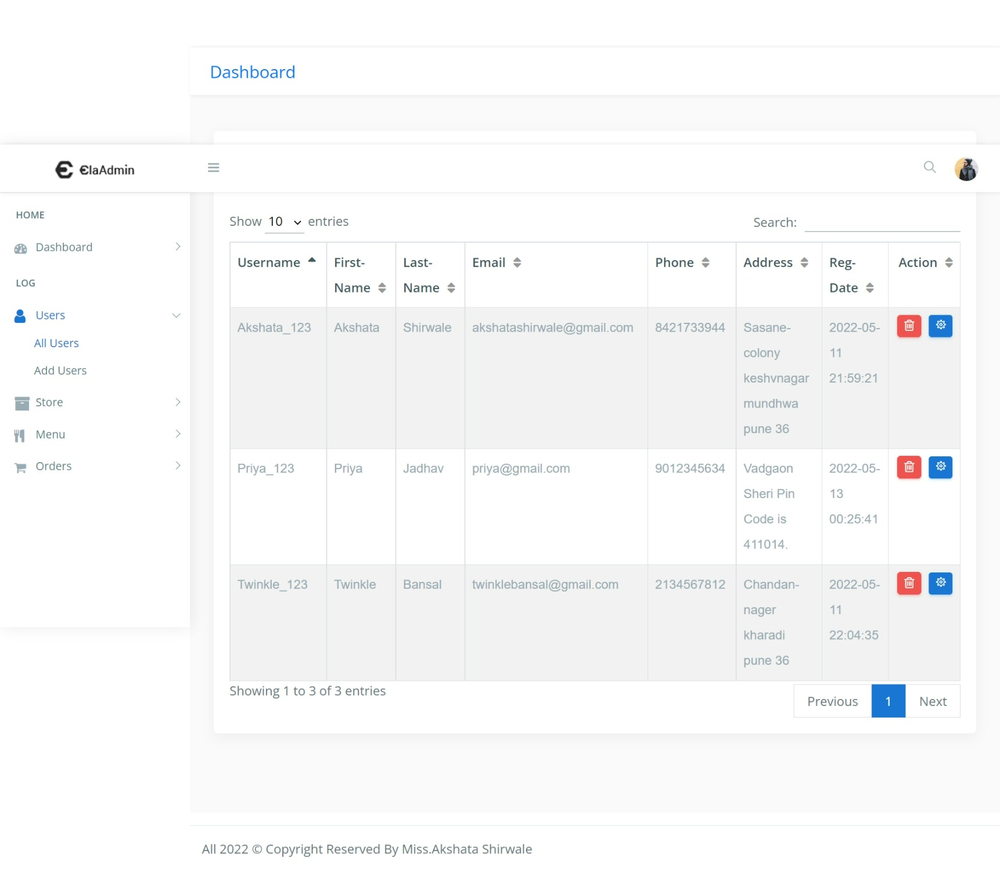 Dashboard
ElaAdmin
HOME
Dashboard
LOG
Users
All Users
Add Users
Store
Menu
Orders
Show 10 entries
Search:
Username First-Name Last-Name Email Phone Address Reg-Date Action
Akshata_123 Akshata Shirwale akshatashirwale@gmail.com 8421733944 Sasane-colony keshvnagar mundhwa pune 36 2022-05-11 21:59:21
Priya_123 Priya Jadhav priya@gmail.com 9012345634 Vadgaon Sheri Pin Code is 411014. 2022-05-13 00:25:41
Twinkle_123 Twinkle Bansal twinklebansal@gmail.com 2134567812 Chandan-nager kharadi pune 36 2022-05-11 22:04:35
Showing 1 to 3 of 3 entries
Previous 1 Next
All 2022 © Copyright Reserved By Miss.Akshata Shirwale